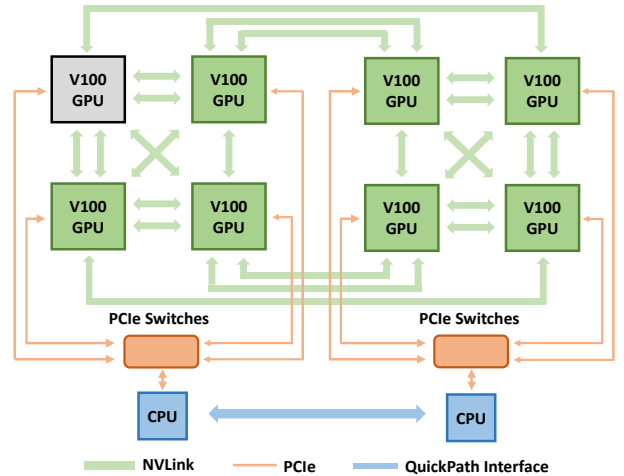 V100
GPU
V100
GPU
V100
GPU
V100
GPU
V100
GPU
V100
GPU
V100
GPU
V100
GPU
PCIe Switches
PCIe Switches
CPU
CPU
NVLink
PCIe
QuickPath Interface